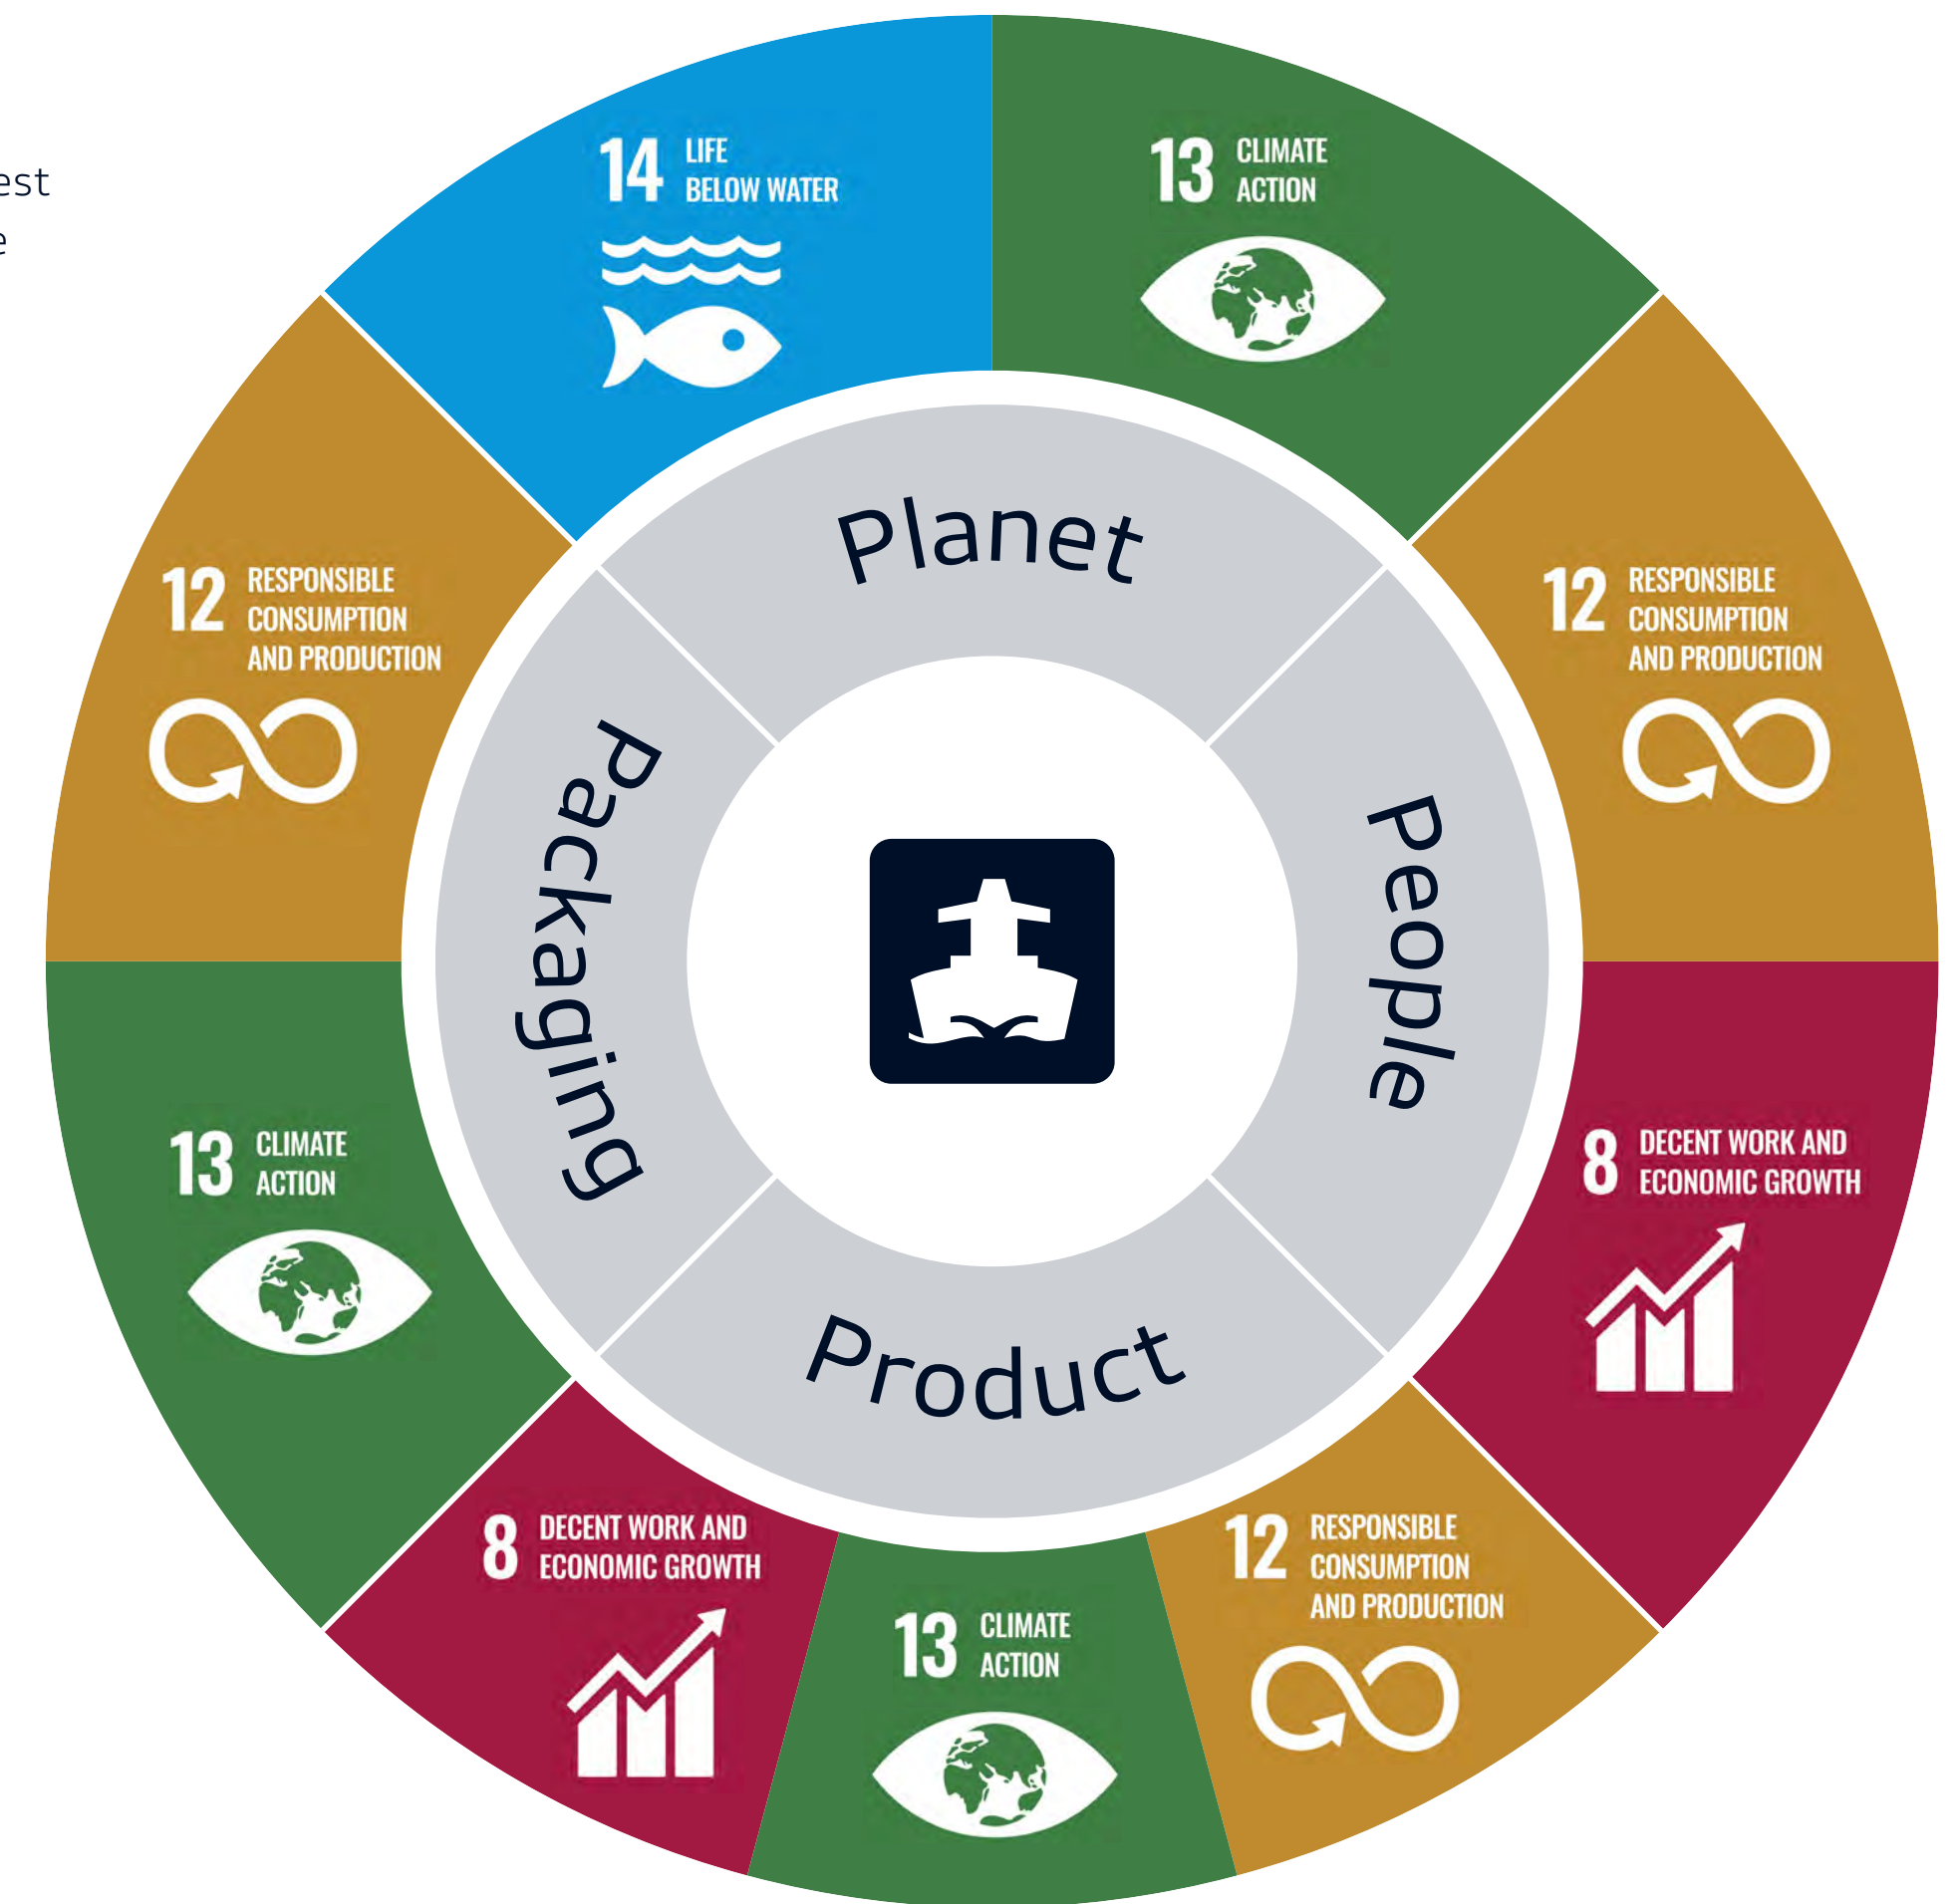 est
e
14 LIFE
BELOW WATER
13 CLIMATE
ACTION
12 RESPONSIBLE
CONSUMPTION
AND PRODUCTION
12 RESPONSIBLE
CONSUMPTION
AND PRODUCTION
Planet
Packaging
People
Product
13 CLIMATE
ACTION
8 DECENT WORK AND
ECONOMIC GROWTH
8 DECENT WORK AND
ECONOMIC GROWTH
13 CLIMATE
ACTION
12 RESPONSIBLE
CONSUMPTION
AND PRODUCTION